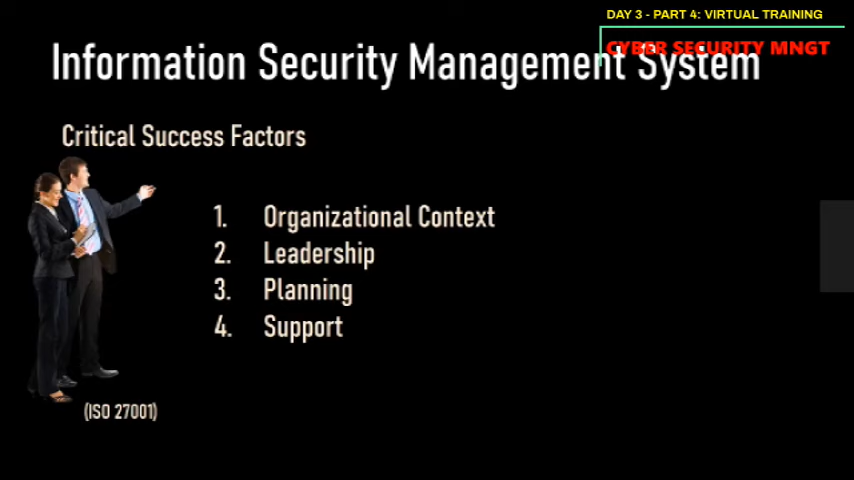 DAY 3 - PART 4: VIRTUAL TRAINING
CYBER SECURITY MNGT
Information Security Management System
Critical Success Factors
1. Organizational Context
2. Leadership
3. Planning
4. Support
(ISO 27001)